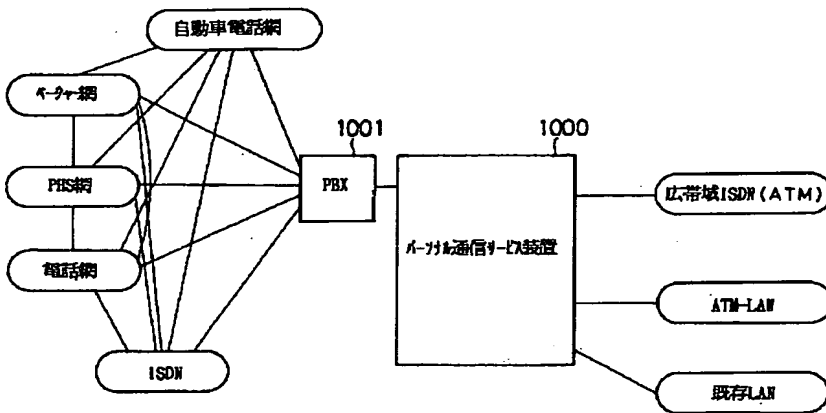 自動車電話網
ページャー網
1001
1000
PHS網
PBX
広帯域ISDN(ATM)
電話網
パーソナル通信サービス装置
ATM-LAN
ISDN
既存LAN